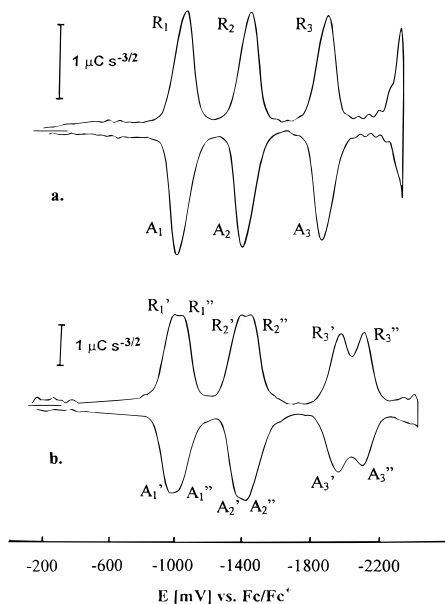 R1 R2 R3
1 μC s-3/2
a.
A1 A2 A3
R1' R1" R2' R2" R3' R3"
1 μC s-3/2
b.
A1' A1" A2' A2" A3' A3"
-200 -600 -1000 -1400 -1800 -2200
E [mV] vs. Fc/Fc+